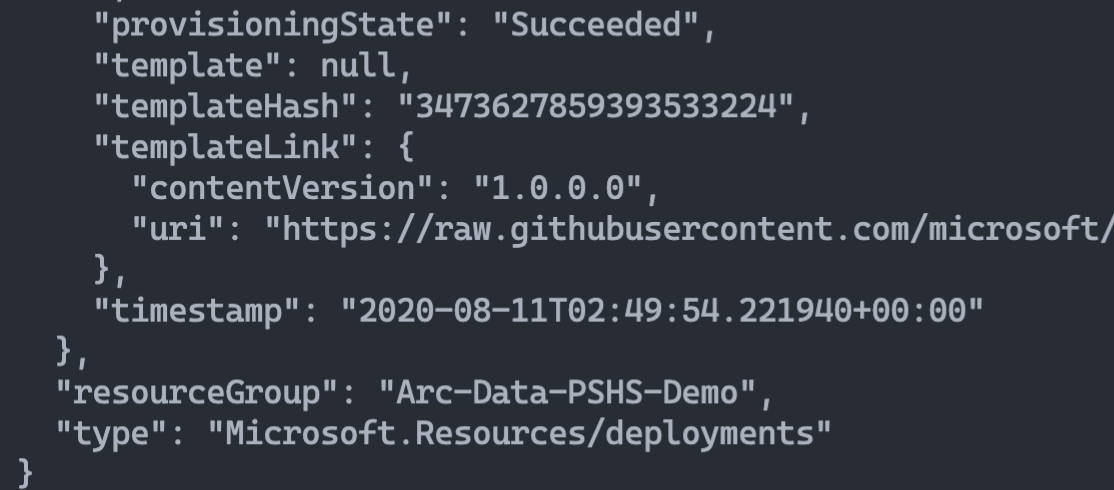 "provisioningState": "Succeeded",
"template": null,
"templateHash": "3473627859393533224",
"templateLink": {
"contentVersion": "1.0.0.0",
"uri": "https://raw.githubusercontent.com/microsoft/
},
"timestamp": "2020-08-11T02:49:54.221940+00:00"
},
"resourceGroup": "Arc-Data-PSHS-Demo",
"type": "Microsoft.Resources/deployments"
}